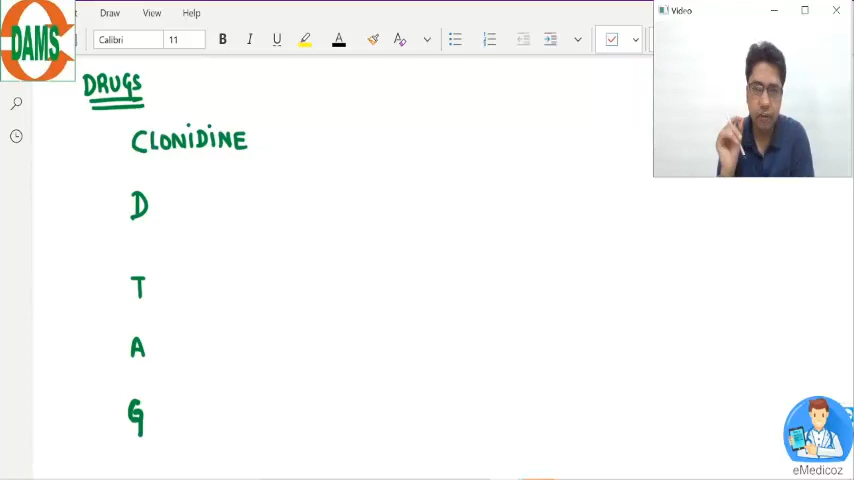 DAMS
Draw View Help
Video
Calibri 11 B I U A A
DRUGS
CLONIDINE
D
T
A
G
eMedicoz